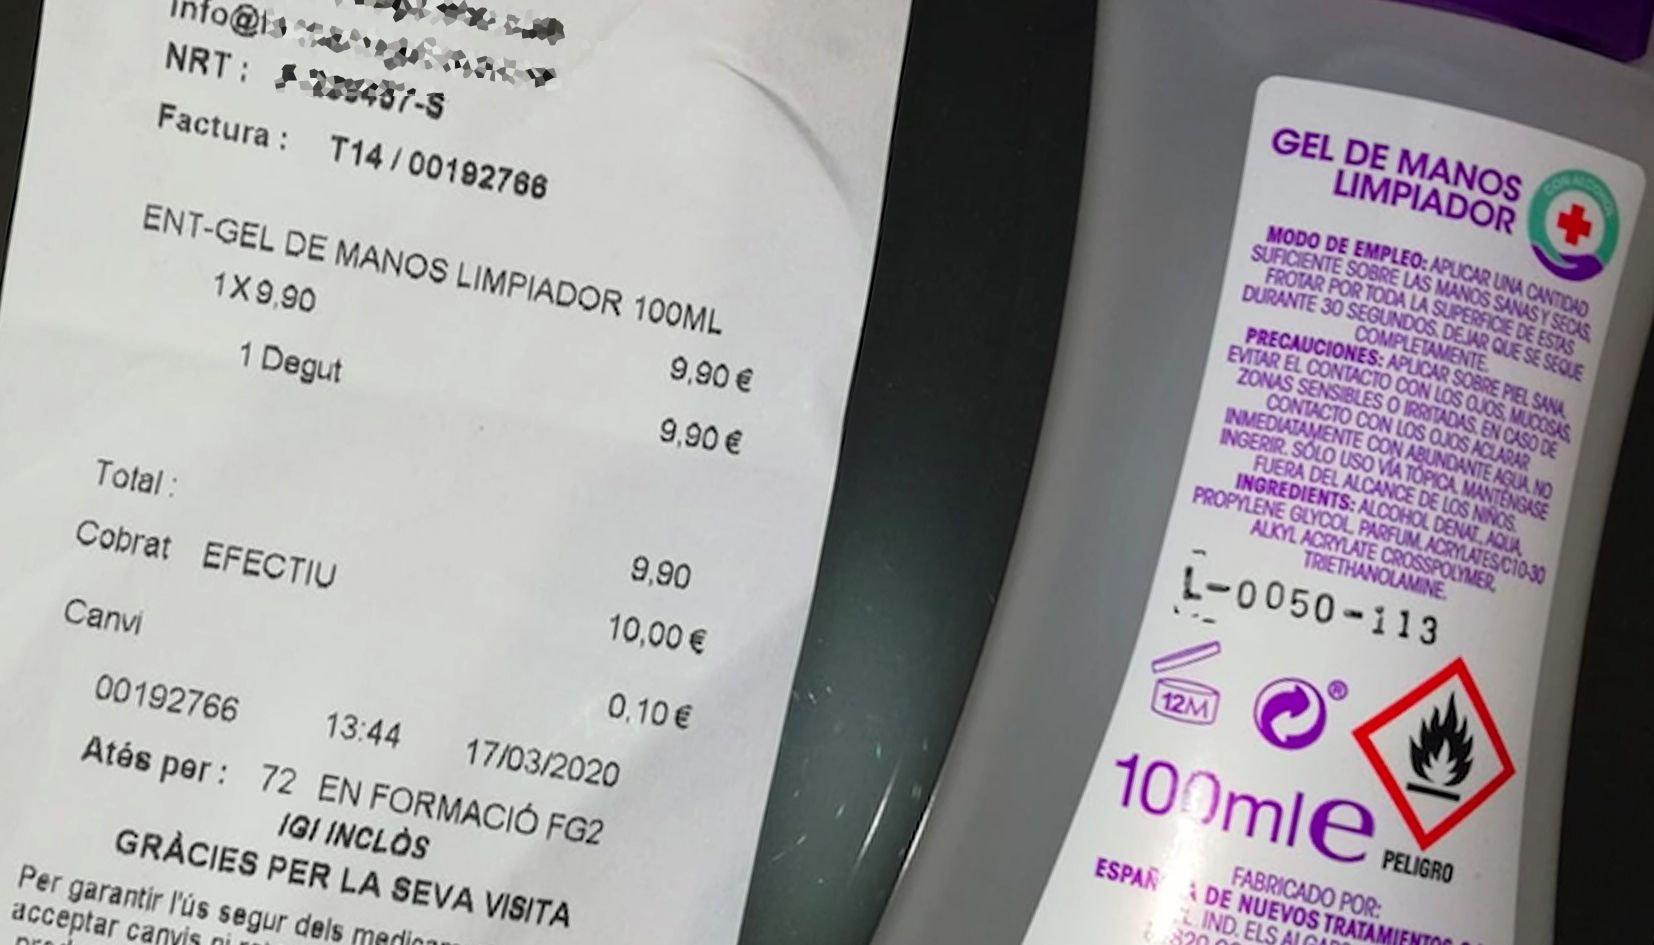 info@
NRT :
Factura : T14 / 00192766
ENT-GEL DE MANOS LIMPIADOR 100ML
1 X 9,90 9,90 €
1 Degut 9,90 €
Total : 9,90
Cobrat EFECTIU 10,00 €
Canvi 0,10 €
00192766 13:44 17/03/2020
Atés per : 72 EN FORMACIÓ FG2
IGI INCLÒS
GRÀCIES PER LA SEVA VISITA
Per garantir l'ús segur dels
acceptar canvis ni
GEL DE MANOS
LIMPIADOR
CON ALCOHOL
MODO DE EMPLEO: APLICAR UNA CANTIDAD
SUFICIENTE SOBRE LAS MANOS SANAS Y SECAS,
FROTAR POR TODA LA SUPERFICIE DE ESTAS
DURANTE 30 SEGUNDOS. DEJAR QUE SE SEQUE
COMPLETAMENTE.
PRECAUCIONES: APLICAR SOBRE PIEL SANA,
EVITAR EL CONTACTO CON LOS OJOS, MUCOSAS,
ZONAS SENSIBLES O IRRITADAS. EN CASO DE
CONTACTO CON LOS OJOS ACLARAR
INMEDIATAMENTE CON ABUNDANTE AGUA. NO
INGERIR. SÓLO USO VÍA TÓPICA. MANTÉNGASE
FUERA DEL ALCANCE DE LOS NIÑOS.
INGREDIENTS: ALCOHOL DENAT., AQUA,
PROPYLENE GLYCOL, PARFUM, ACRYLATES/C10-30
ALKYL ACRYLATE CROSSPOLYMER,
TRIETHANOLAMINE.
L-0050-113
12M ®
100ml e
PELIGRO
FABRICADO POR:
DE NUEVOS TRATAMIENTOS
IND. ELS